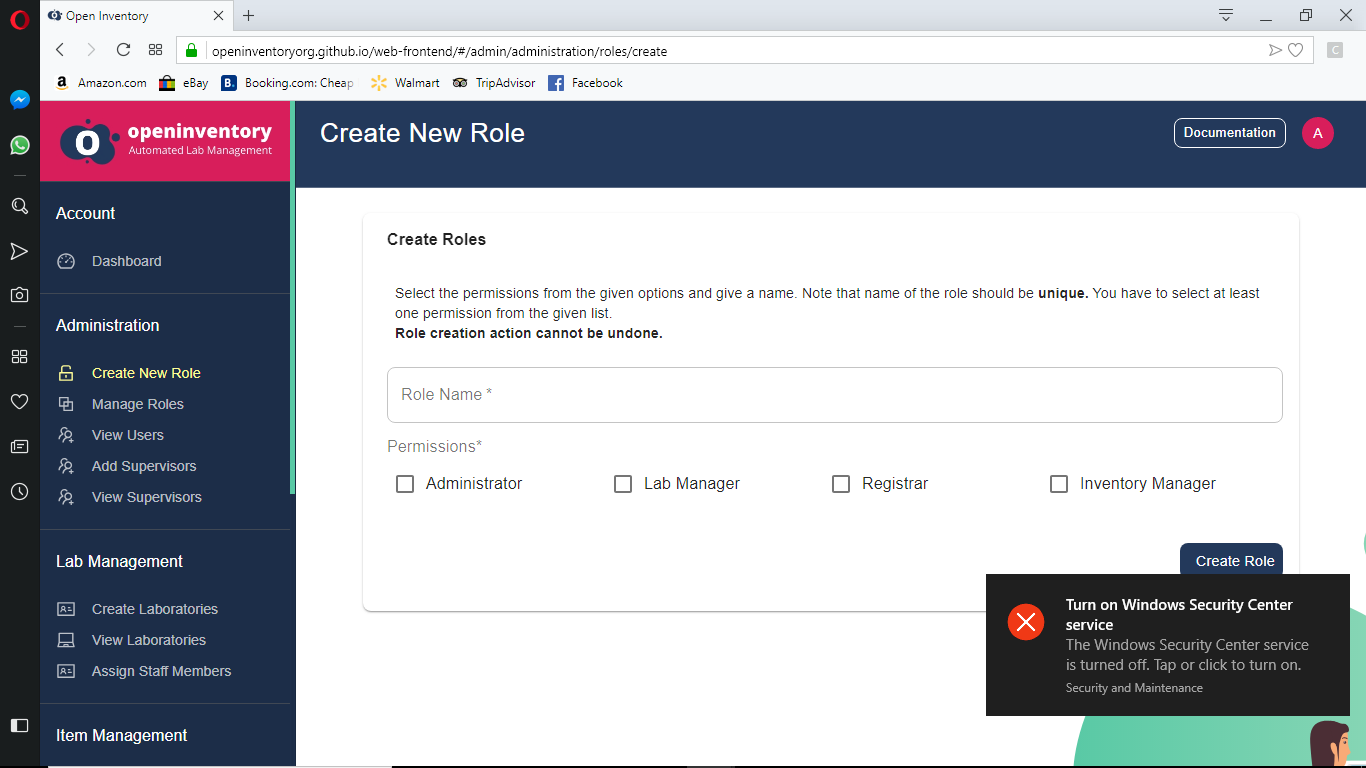 Open Inventory
openinventoryorg.github.io/web-frontend/#/admin/administration/roles/create
C
a Amazon.com eBay B. Booking.com: Cheap Walmart TripAdvisor Facebook
openinventory
Automated Lab Management
Create New Role
Documentation
A
Account
Dashboard
Administration
Create New Role
Manage Roles
View Users
Add Supervisors
View Supervisors
Lab Management
Create Laboratories
View Laboratories
Assign Staff Members
Item Management
Create Roles
Select the permissions from the given options and give a name. Note that name of the role should be unique. You have to select at least
one permission from the given list.
Role creation action cannot be undone.
Role Name *
Permissions*
Administrator Lab Manager Registrar Inventory Manager
Create Role
Turn on Windows Security Center
service
The Windows Security Center service
is turned off. Tap or click to turn on.
Security and Maintenance